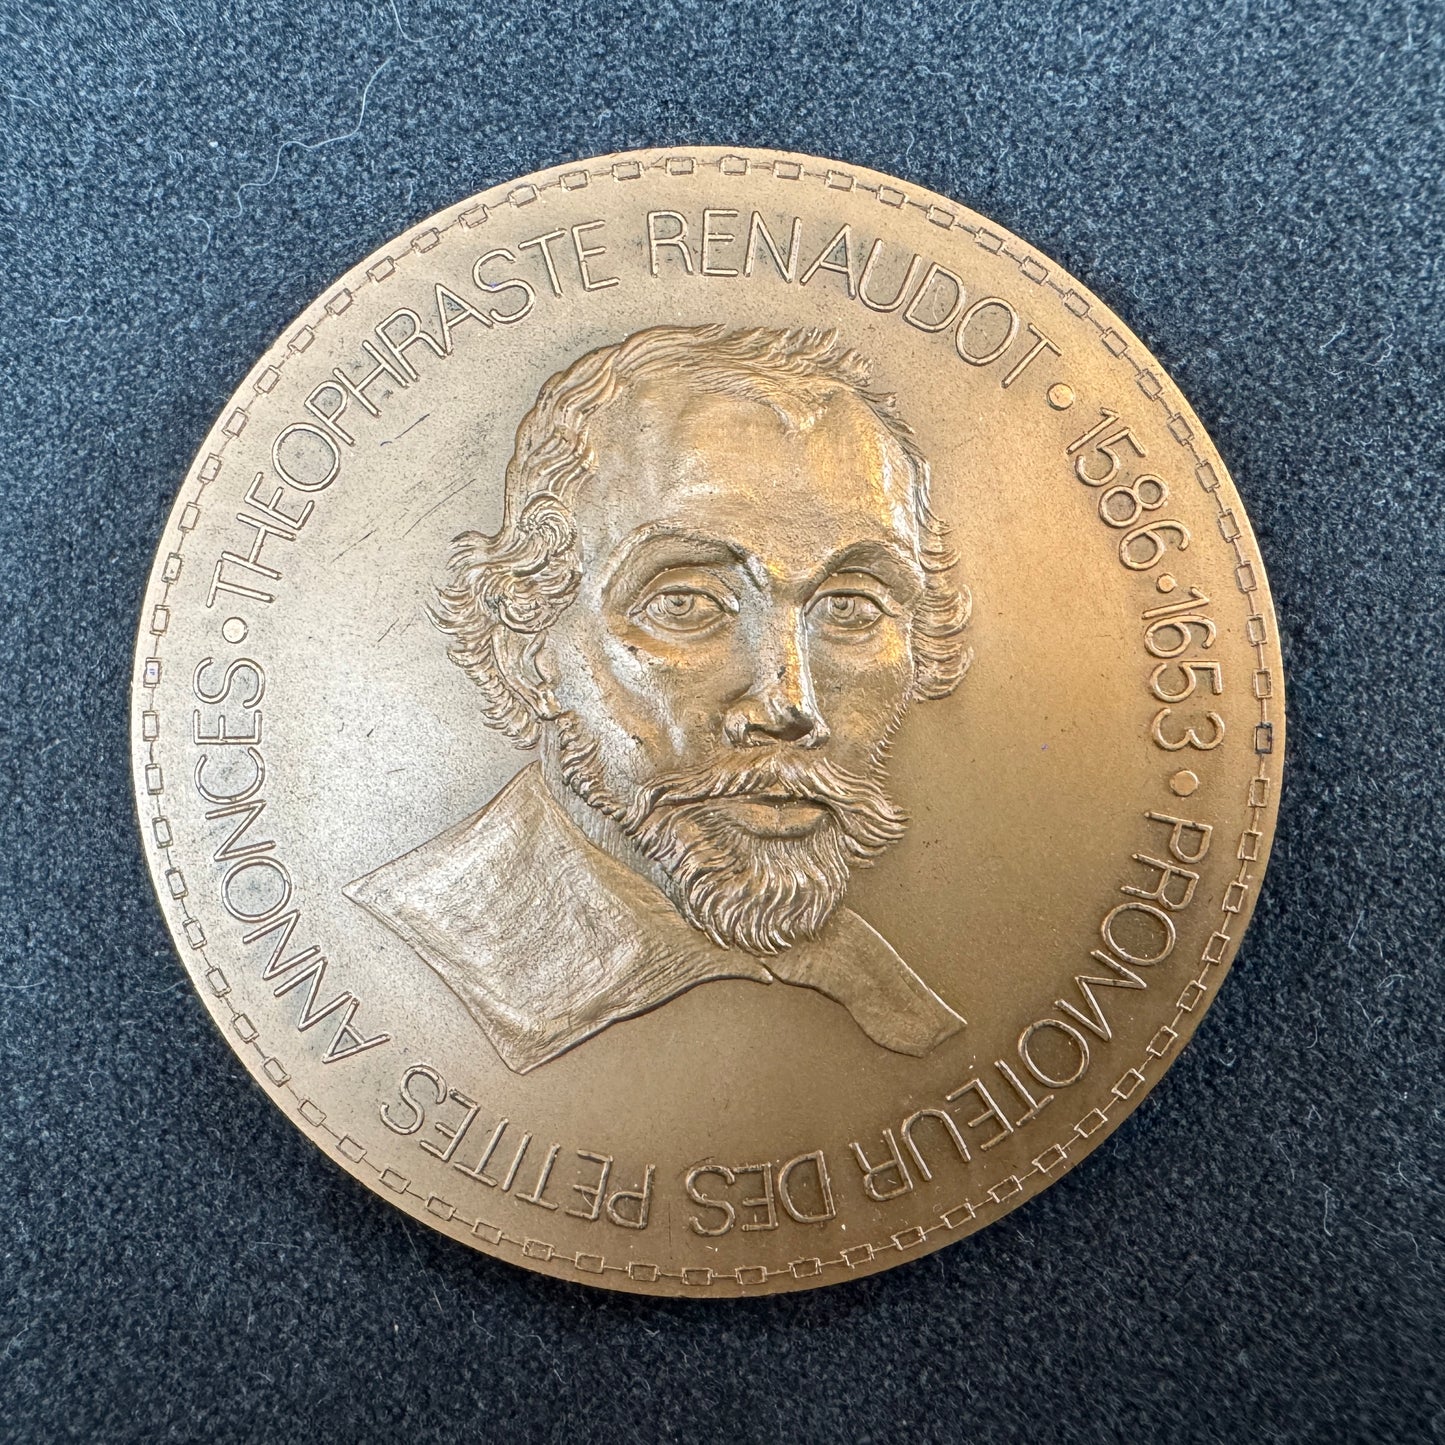 THEOPHRASTE RENAUDOT • 1586 • 1653 • PROMOTEUR DES PETITES ANNONCES •